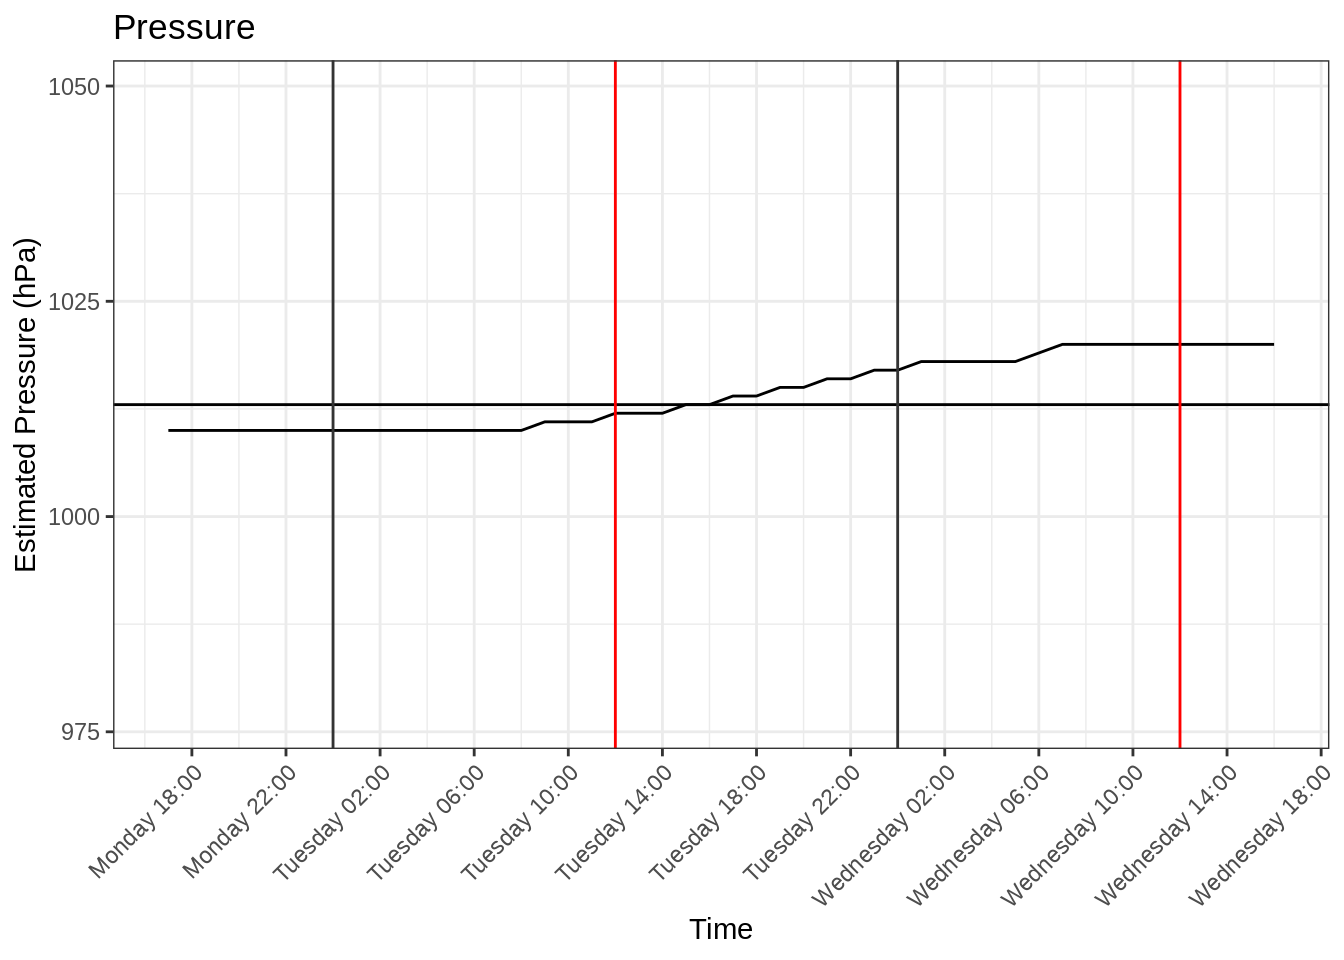 Pressure
Estimated Pressure (hPa)
1050
1025
1000
975
Monday 18:00
Monday 22:00
Tuesday 02:00
Tuesday 06:00
Tuesday 10:00
Tuesday 14:00
Tuesday 18:00
Tuesday 22:00
Wednesday 02:00
Wednesday 06:00
Wednesday 10:00
Wednesday 14:00
Wednesday 18:00
Time